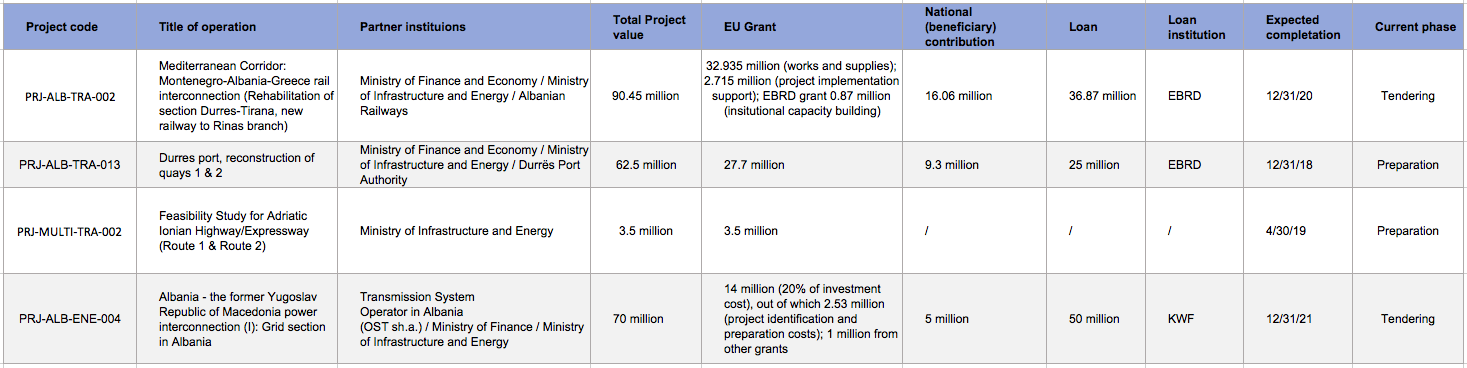 Project code
Title of operation
Partner instituions
Total Project
value
EU Grant
National
(beneficiary)
contribution
Loan
Loan
institution
Expected
completion
Current phase
PRJ-ALB-TRA-002
Mediterranean Corridor:
Montenegro-Albania-Greece rail
interconnection (Rehabilitation of
section Durres-Tirana, new
railway to Rinas branch)
Ministry of Finance and Economy / Ministry
of Infrastructure and Energy / Albanian
Railways
90.45 million
32.935 million (works and supplies);
2.715 million (project implementation
support); EBRD grant 0.87 million
(insitutional capacity building)
16.06 million
36.87 million
EBRD
12/31/20
Tendering
PRJ-ALB-TRA-013
Durres port, reconstruction of
quays 1 & 2
Ministry of Finance and Economy / Ministry
of Infrastructure and Energy / Durrës Port
Authority
62.5 million
27.7 million
9.3 million
25 million
EBRD
12/31/18
Preparation
PRJ-MULTI-TRA-002
Feasibility Study for Adriatic
Ionian Highway/Expressway
(Route 1 & Route 2)
Ministry of Infrastructure and Energy
3.5 million
3.5 million
/
/
/
4/30/19
Preparation
PRJ-ALB-ENE-004
Albania - the former Yugoslav
Republic of Macedonia power
interconnection (I): Grid section
in Albania
Transmission System
Operator in Albania
(OST sh.a.) / Ministry of Finance / Ministry
of Infrastructure and Energy
70 million
14 million (20% of investment
cost), out of which 2.53 million
(project identification and
preparation costs); 1 million from
other grants
5 million
50 million
KWF
12/31/21
Tendering